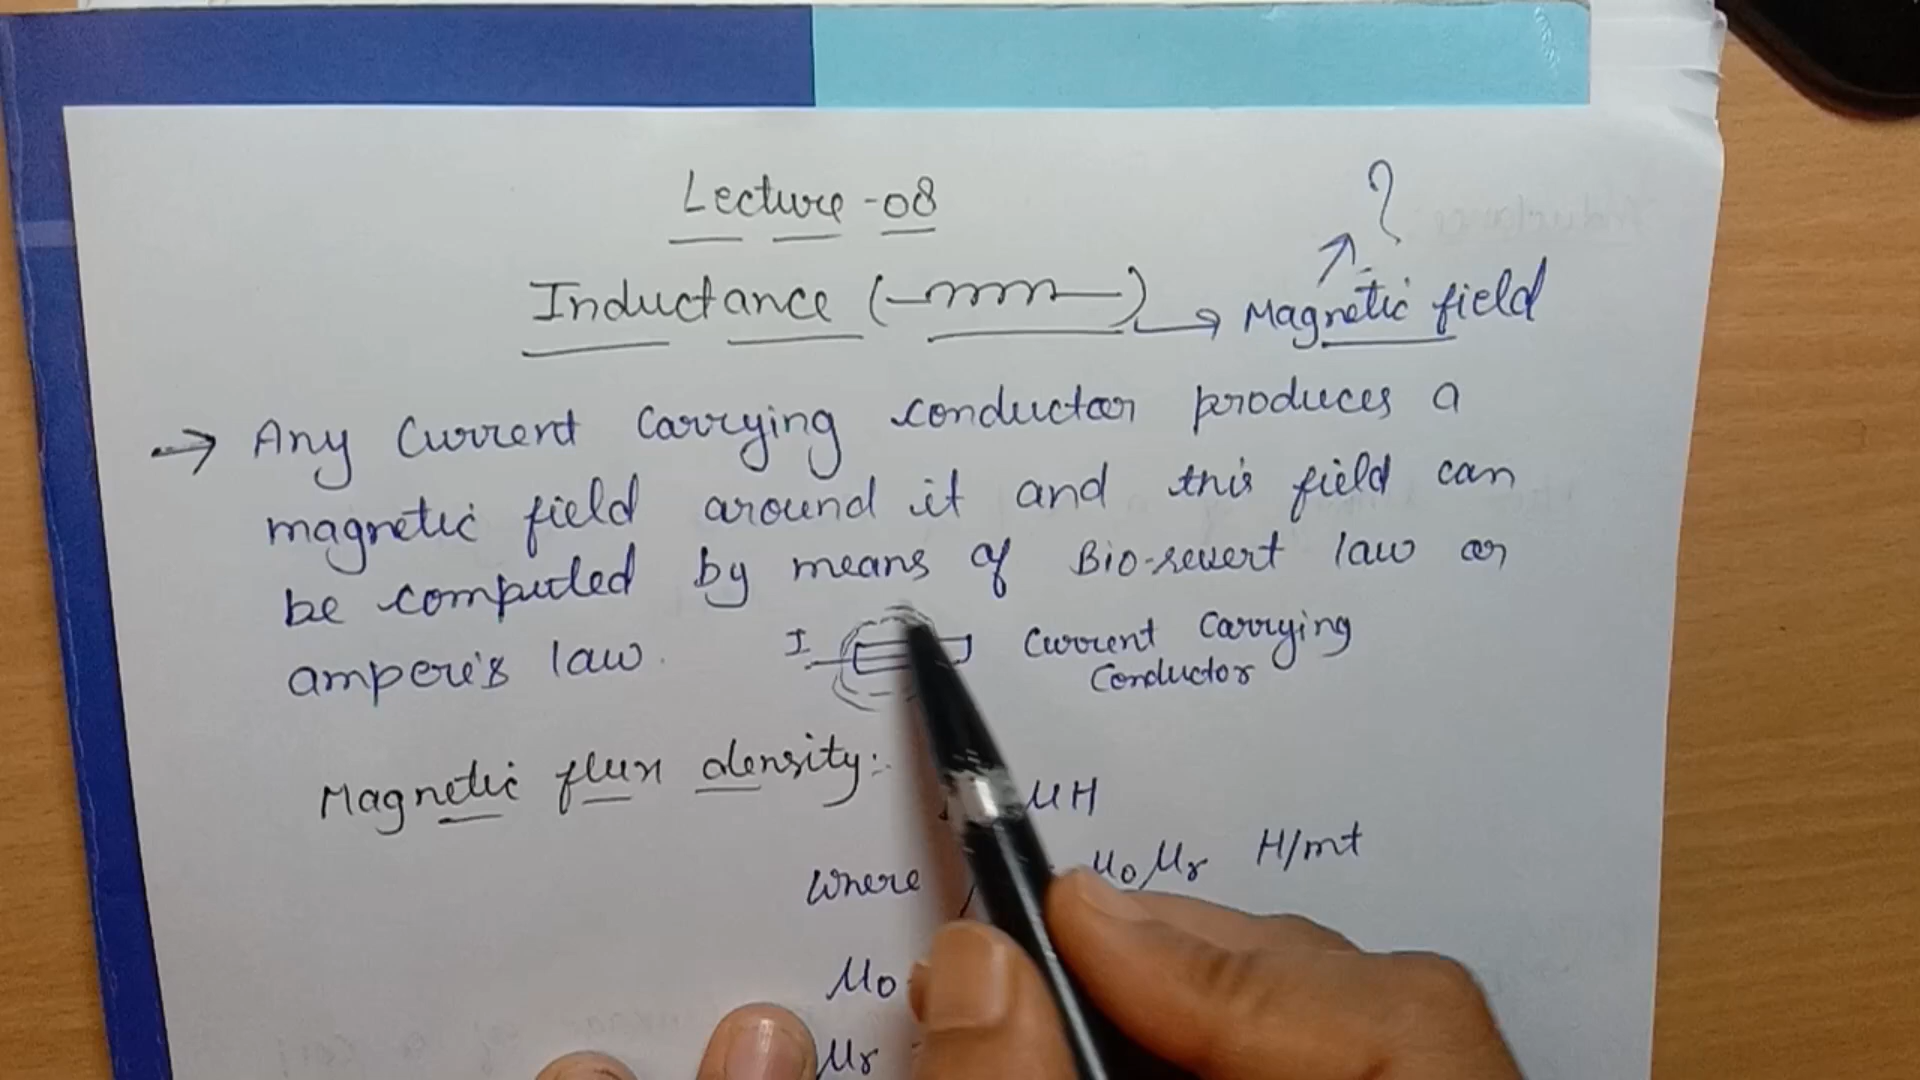 Lecture-08
Inductance ( ) → Magnetic field
?
→ Any Current Carrying conductor produces a
magnetic field around it and this field can
be computed by means of Bio-severt law or
ampere's law.
I Current Carrying
Conductor
Magnetic flux density:
μH
where μ0μr H/mt
μ0
μr